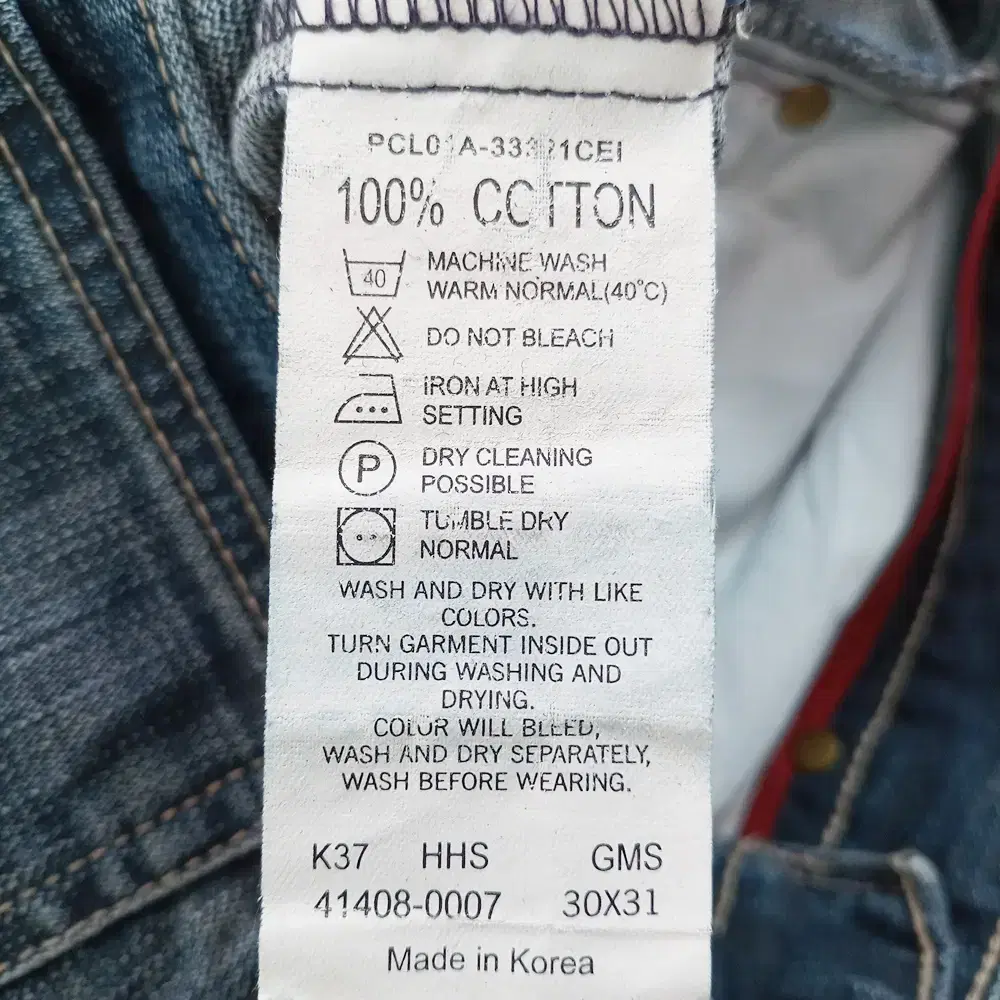 100% COTTON
40
MACHINE WASH
WARM NORMAL(40°C)
DO NOT BLEACH
IRON AT HIGH
SETTING
P
DRY CLEANING
POSSIBLE
TUMBLE DRY
NORMAL
WASH AND DRY WITH LIKE
COLORS.
TURN GARMENT INSIDE OUT
DURING WASHING AND
DRYING.
COLOR WILL BLEED,
WASH AND DRY SEPARATELY,
WASH BEFORE WEARING.
K37 HHS GMS
41408-0007 30X31
Made in Korea